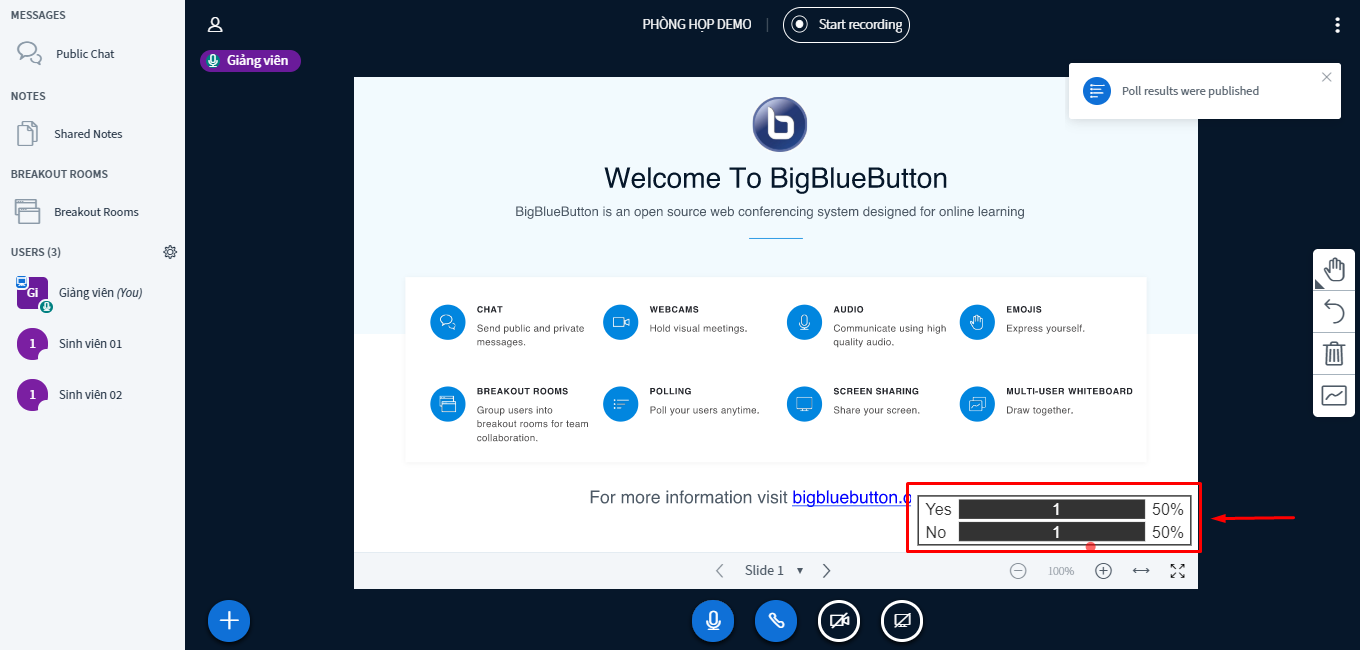 MESSAGES
Public Chat
NOTES
Shared Notes
BREAKOUT ROOMS
Breakout Rooms
USERS (3)
Gi
Giảng viên (You)
1
Sinh viên 01
1
Sinh viên 02
PHÒNG HỌP DEMO
Start recording
Giảng viên
Poll results were published
b
Welcome To BigBlueButton
BigBlueButton is an open source web conferencing system designed for online learning
CHAT
Send public and private
messages.
WEBCAMS
Hold visual meetings.
AUDIO
Communicate using high
quality audio.
EMOJIS
Express yourself.
BREAKOUT ROOMS
Group users into
breakout rooms for team
collaboration.
POLLING
Poll your users anytime.
SCREEN SHARING
Share your screen.
MULTI-USER WHITEBOARD
Draw together.
For more information visit bigbluebutton.o
Yes 1 50%
No 1 50%
Slide 1
100%